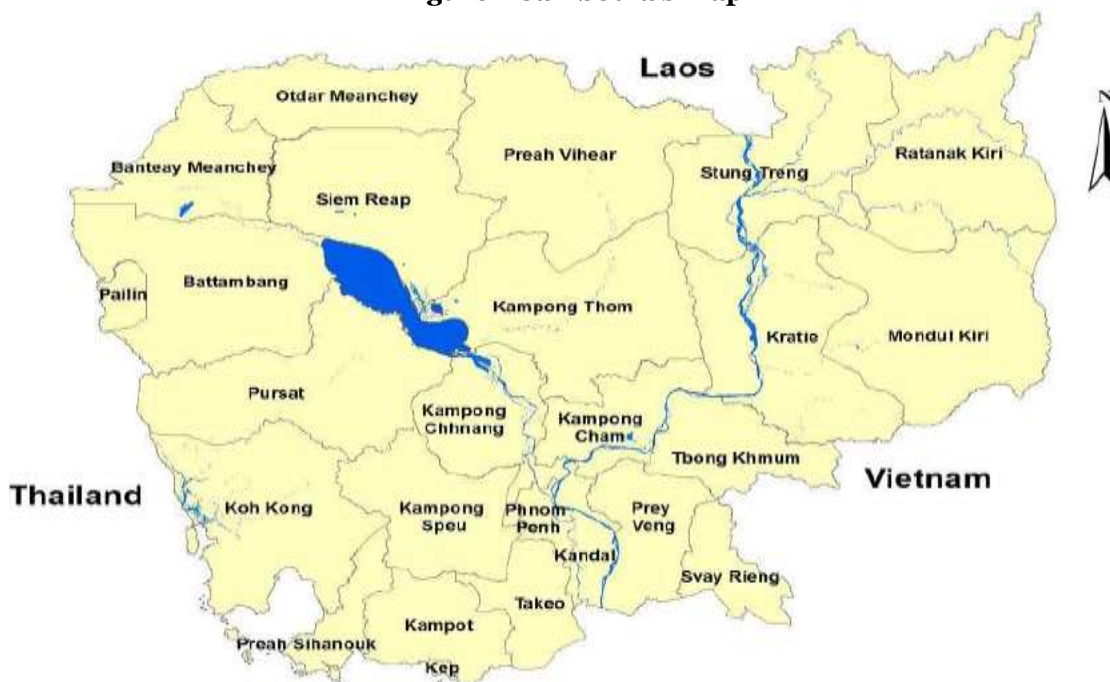 Laos
N
Otdar Meanchey
Preah Vihear
Ratanak Kiri
Banteay Meanchey
Stung Treng
Siem Reap
Battambang
Pailin
Kampong Thom
Kratie
Mondul Kiri
Pursat
Kampong
Chhnang
Kampong
Cham
Tbong Khmum
Vietnam
Thailand
Koh Kong
Kampong
Speu
Phnom
Penh
Prey
Veng
Kandal
Svay Rieng
Takeo
Kampot
Preah Sihanouk
Kep